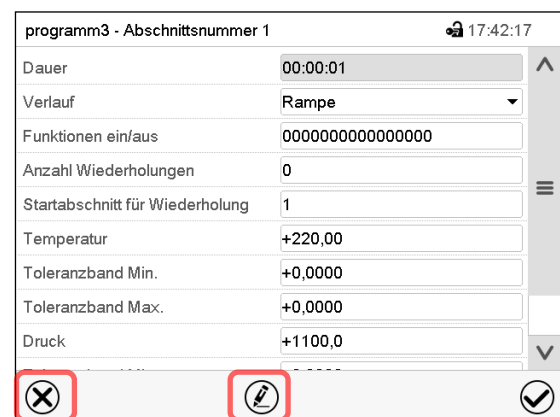 programm3 - Abschnittsnummer 1 17:42:17
Dauer 00:00:01
Verlauf Rampe
Funktionen ein/aus 0000000000000000
Anzahl Wiederholungen 0
Startabschnitt für Wiederholung 1
Temperatur +220,00
Toleranzband Min. +0,0000
Toleranzband Max. +0,0000
Druck +1100,0